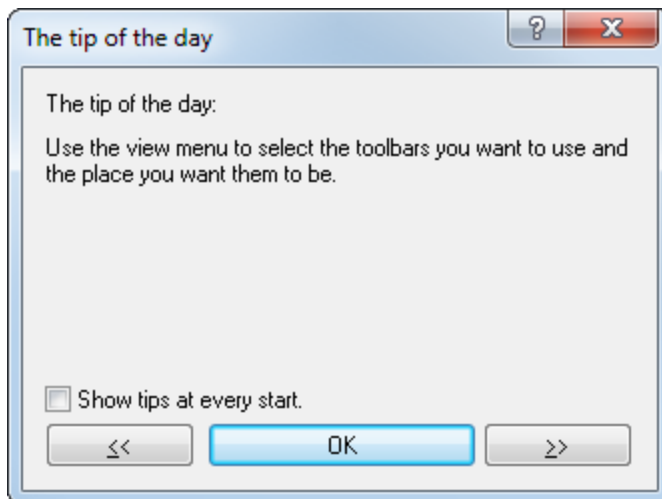 The tip of the day
?
X
The tip of the day:
Use the view menu to select the toolbars you want to use and
the place you want them to be.
Show tips at every start.
<<
OK
>>